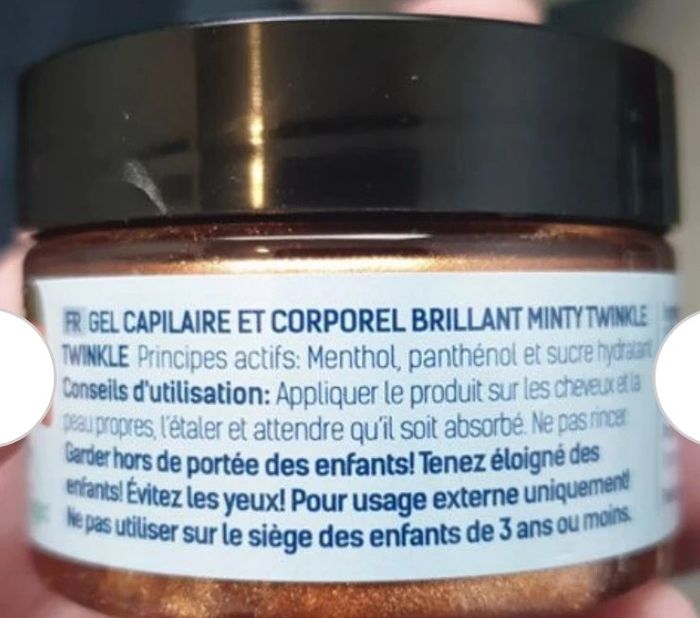 FR GEL CAPILAIRE ET CORPOREL BRILLANT MINTY TWINKLE
TWINKLE Principes actifs: Menthol, panthénol et sucre hydratant
Conseils d'utilisation: Appliquer le produit sur les cheveux et la
peau propres, l'étaler et attendre qu'il soit absorbé. Ne pas rincer.
Garder hors de portée des enfants! Tenez éloigné des
enfants! Évitez les yeux! Pour usage externe uniquement!
Ne pas utiliser sur le siège des enfants de 3 ans ou moins.